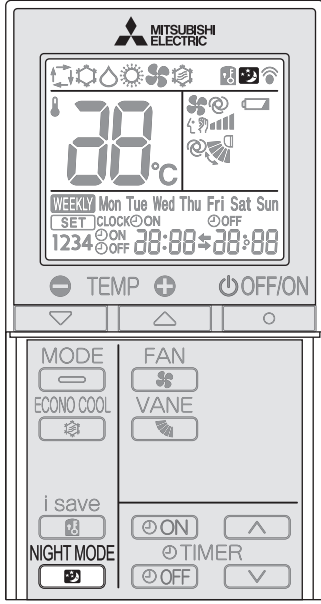 MITSUBISHI
ELECTRIC
88°C
WEEKLY Mon Tue Wed Thu Fri Sat Sun
SET CLOCK ON OFF
1234 ON OFF 88:88 88:88
TEMP OFF/ON
MODE FAN
ECONO COOL VANE
i save
ON
NIGHT MODE TIMER
OFF